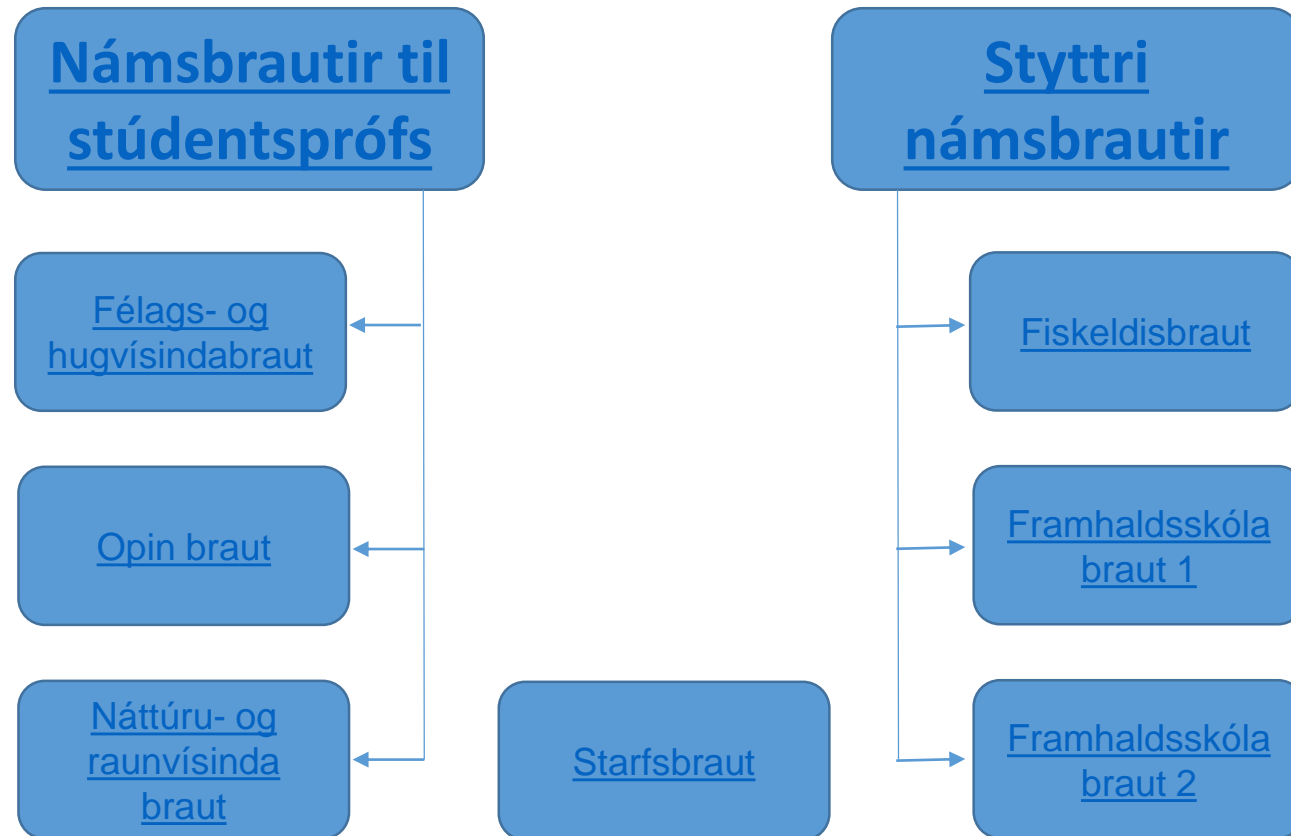 Námsbrautir til
stúdentsprófs
Styttri
námsbrautir
Félags- og
hugvísindabraut
Fiskeldisbraut
Opin braut
Framhaldsskóla
braut 1
Náttúru- og
raunvísinda
braut
Starfsbraut
Framhaldsskóla
braut 2